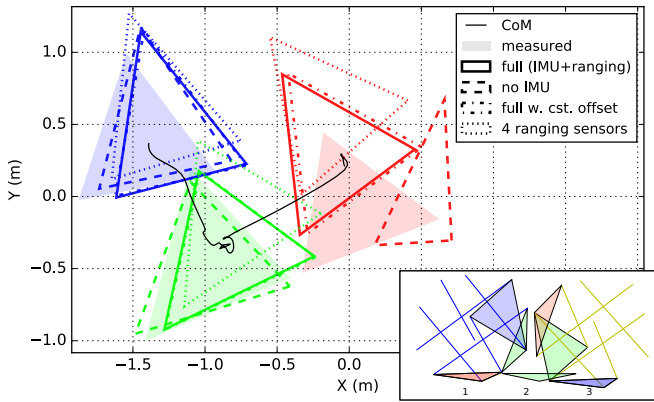 CoM
measured
full (IMU+ranging)
no IMU
full w. cst. offset
4 ranging sensors
Y (m)
1.0
0.5
0.0
−0.5
−1.0
−1.5
−1.0
−0.5
0.0
X (m)
1
2
3